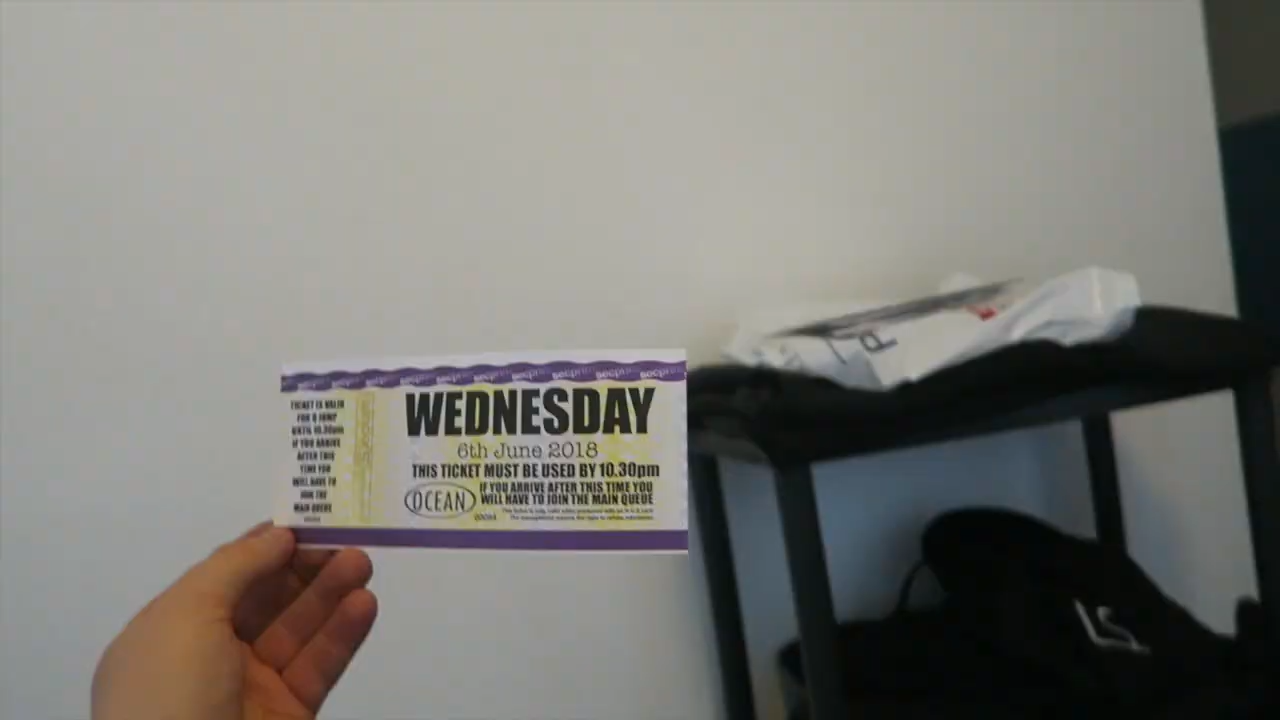 TICKET IS VALID
FOR Q JUMP
UNTIL 10.30pm
IF YOU ARRIVE
AFTER THIS
TIME YOU
WILL HAVE TO
JOIN THE
MAIN QUEUE
WEDNESDAY
6th June 2018
THIS TICKET MUST BE USED BY 10.30pm
OCEAN
IF YOU ARRIVE AFTER THIS TIME YOU
WILL HAVE TO JOIN THE MAIN QUEUE
P